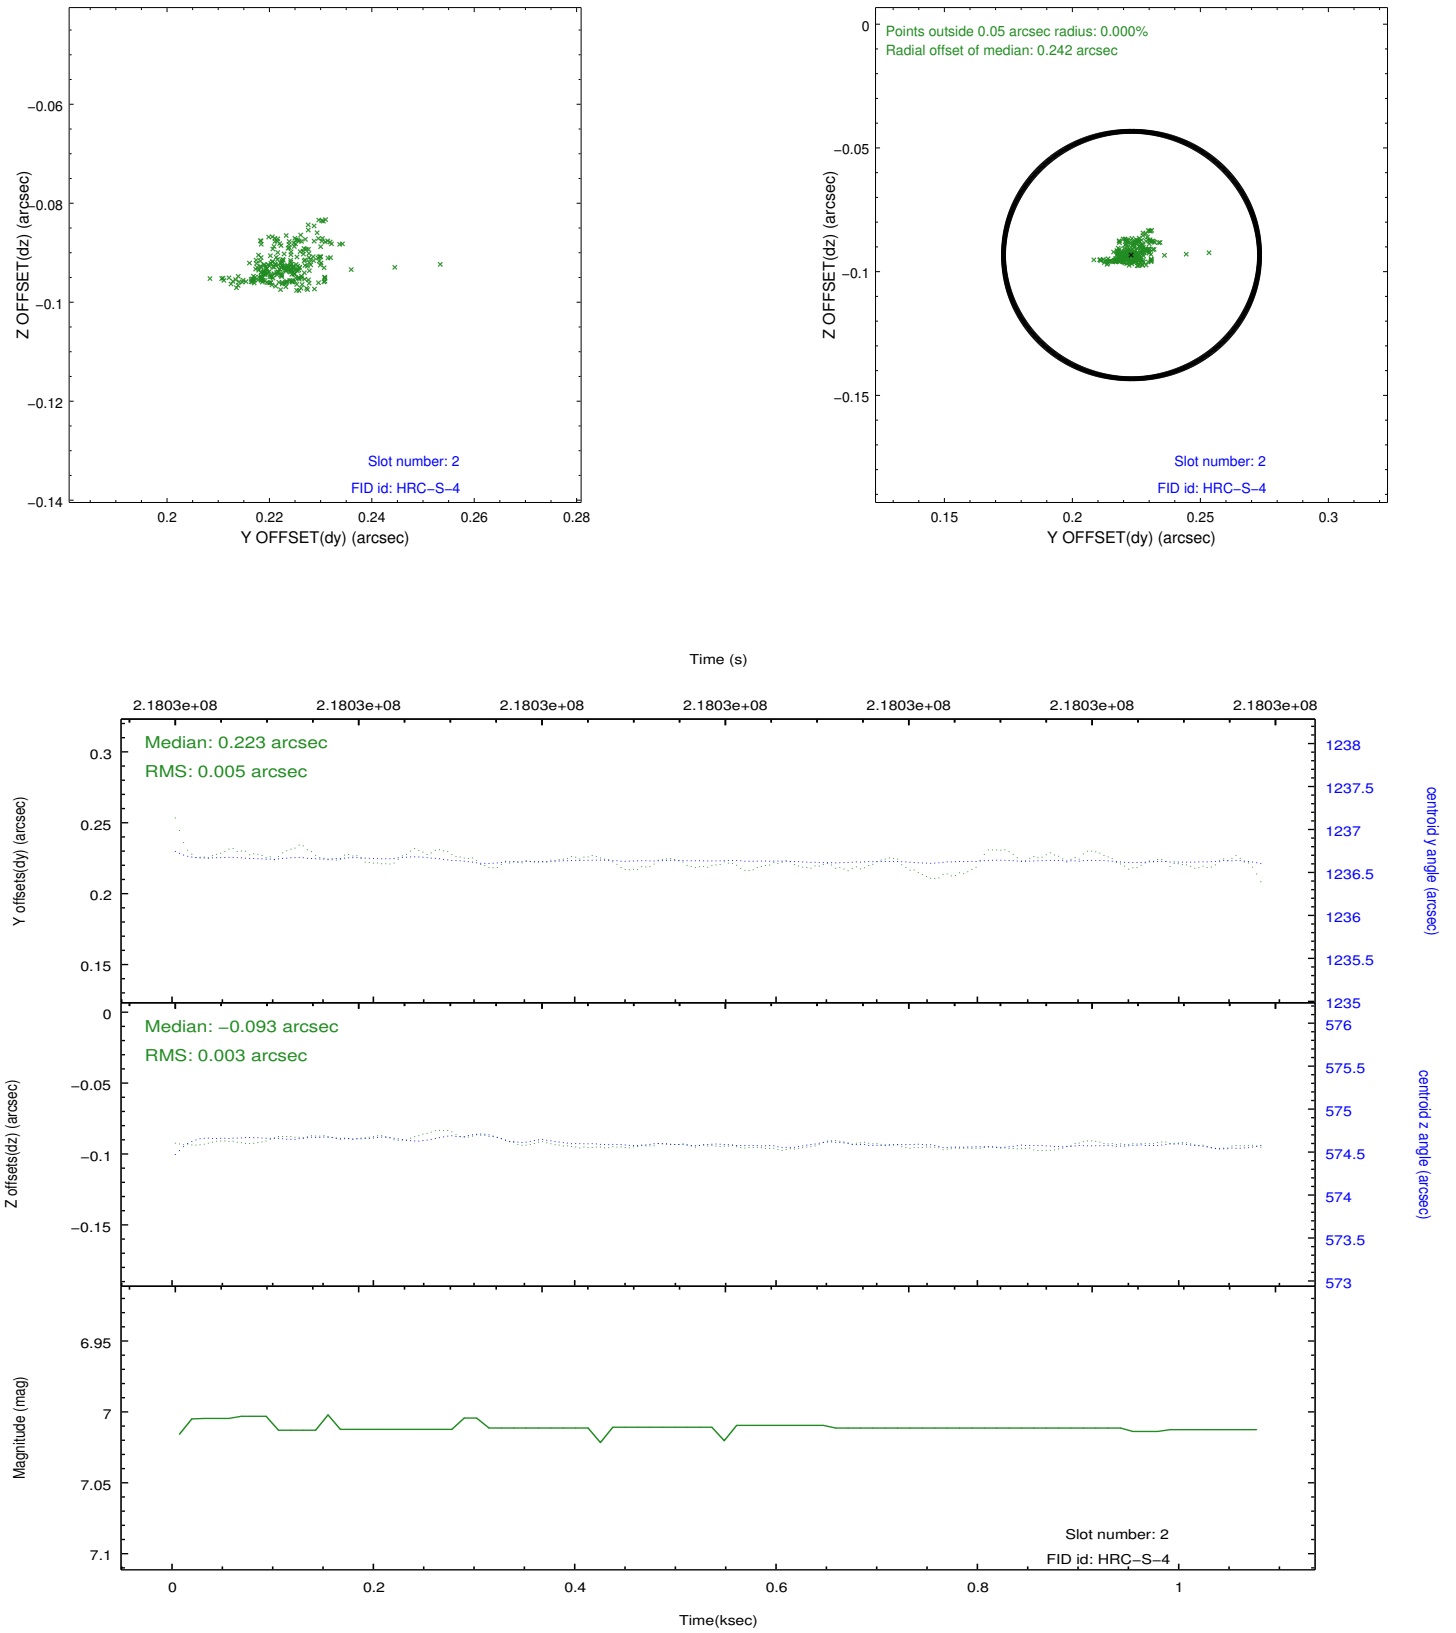 −0.06
−0.08
−0.1
−0.12
−0.14
Z OFFSET(dz) (arcsec)
Slot number: 2
FID id: HRC−S−4
0.2 0.22 0.24 0.26 0.28
Y OFFSET(dy) (arcsec)
Points outside 0.05 arcsec radius: 0.000%
Radial offset of median: 0.242 arcsec
0
−0.05
−0.1
−0.15
Z OFFSET(dz) (arcsec)
Slot number: 2
FID id: HRC−S−4
0.15 0.2 0.25 0.3
Y OFFSET(dy) (arcsec)
Time (s)
2.1803e+08 2.1803e+08 2.1803e+08 2.1803e+08 2.1803e+08 2.1803e+08 2.1803e+08
Median: 0.223 arcsec
RMS: 0.005 arcsec
0.3
0.25
0.2
0.15
Y offsets(dy) (arcsec)
1238
1237.5
1237
1236.5
1236
1235.5
1235
centroid y angle (arcsec)
Median: −0.093 arcsec
RMS: 0.003 arcsec
0
−0.05
−0.1
−0.15
Z offsets(dz) (arcsec)
576
575.5
575
574.5
574
573.5
573
centroid z angle (arcsec)
6.95
7
7.05
7.1
Magnitude (mag)
Slot number: 2
FID id: HRC−S−4
0 0.2 0.4 0.6 0.8 1
Time(ksec)